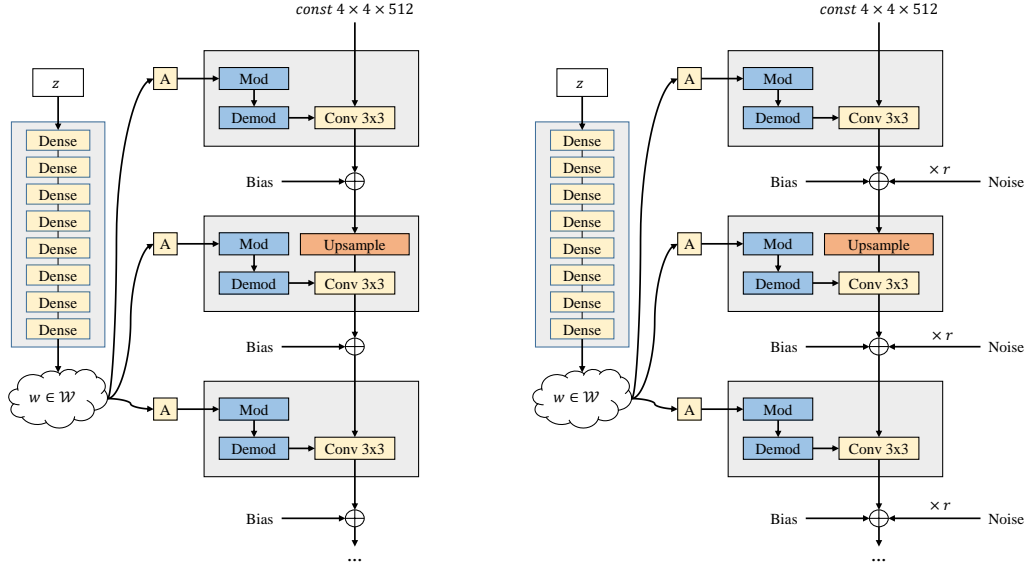 const 4 × 4 × 512
z
A
Mod
Demod
Conv 3x3
Dense
Dense
Dense
Dense
Dense
Dense
Dense
Dense
Bias
A
Mod
Upsample
Demod
Conv 3x3
Bias
w ∈ 𝒲
A
Mod
Demod
Conv 3x3
Bias
...
const 4 × 4 × 512
z
A
Mod
Demod
Conv 3x3
Dense
Dense
Dense
Dense
Dense
Dense
Dense
Dense
Bias
× r
Noise
A
Mod
Upsample
Demod
Conv 3x3
Bias
× r
Noise
w ∈ 𝒲
A
Mod
Demod
Conv 3x3
Bias
× r
Noise
...